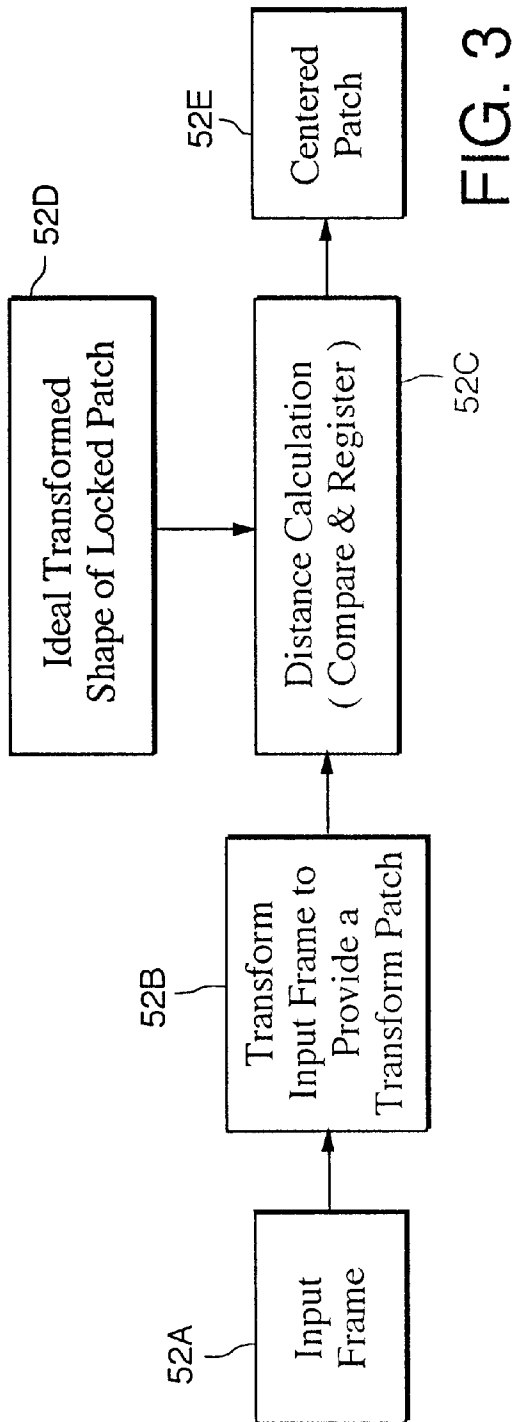 52A
Input
Frame
52B
Transform
Input Frame to
Provide a
Transform Patch
52D
Ideal Transformed
Shape of Locked Patch
Distance Calculation
( Compare & Register )
52C
52E
Centered
Patch
FIG. 3